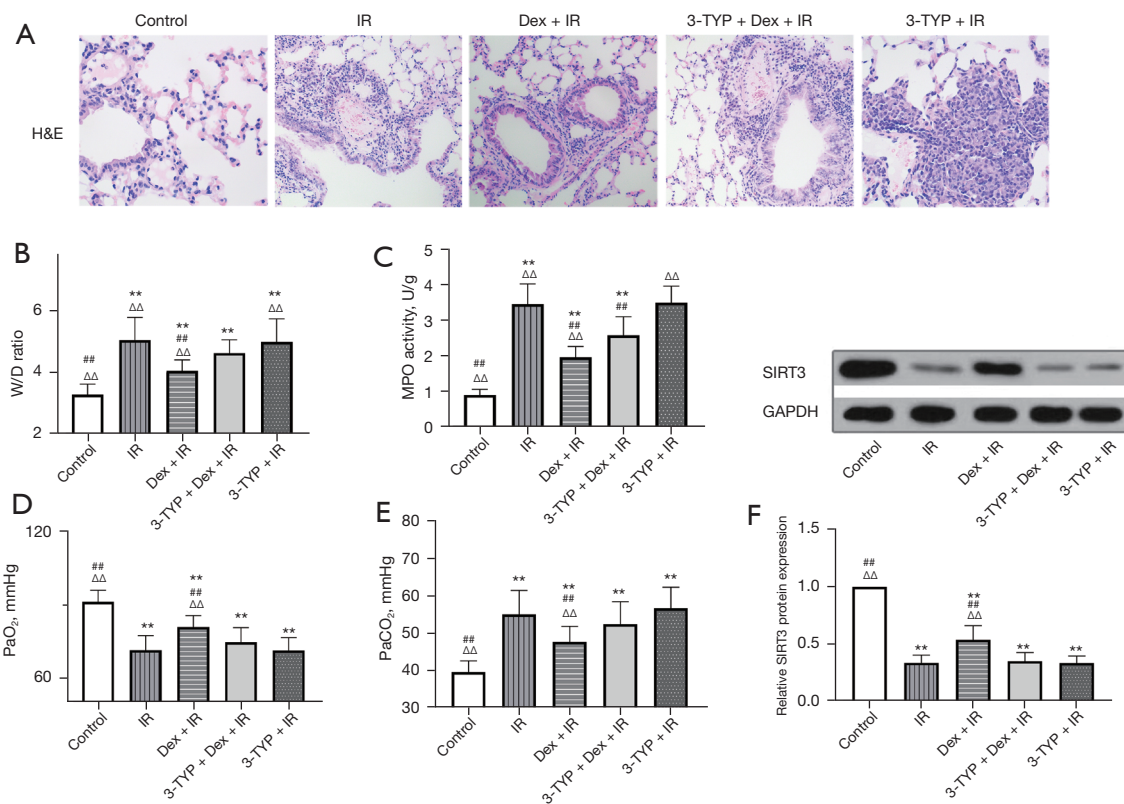 A
Control
IR
Dex + IR
3-TYP + Dex + IR
3-TYP + IR
H&E
B
W/D ratio
6
4
2
##
ΔΔ
**
ΔΔ
**
##
ΔΔ
**
**
ΔΔ
Control
IR
Dex + IR
3-TYP + Dex + IR
3-TYP + IR
C
MPO activity, U/g
5
4
3
2
1
0
##
ΔΔ
**
ΔΔ
**
##
ΔΔ
**
##
ΔΔ
Control
IR
Dex + IR
3-TYP + Dex + IR
3-TYP + IR
SIRT3
GAPDH
Control
IR
Dex + IR
3-TYP + Dex + IR
3-TYP + IR
D
PaO2, mmHg
120
60
##
ΔΔ
**
**
##
ΔΔ
**
**
Control
IR
Dex + IR
3-TYP + Dex + IR
3-TYP + IR
E
PaCO2, mmHg
80
70
60
50
40
30
##
ΔΔ
**
**
##
ΔΔ
**
**
Control
IR
Dex + IR
3-TYP + Dex + IR
3-TYP + IR
F
Relative SIRT3 protein expression
1.5
1.0
0.5
0.0
##
ΔΔ
**
**
##
ΔΔ
**
**
Control
IR
Dex + IR
3-TYP + Dex + IR
3-TYP + IR